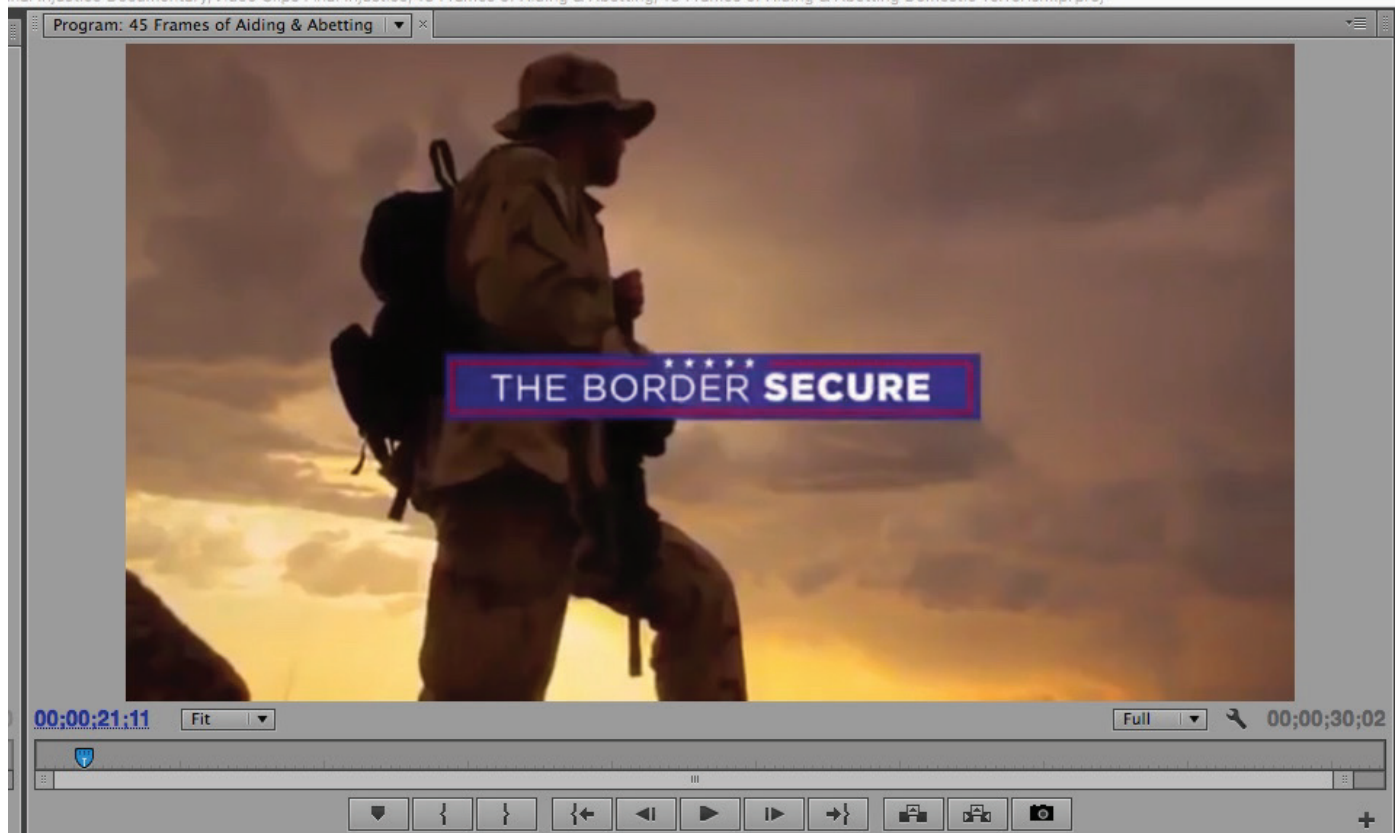 Program: 45 Frames of Aiding & Abetting
THE BORDER SECURE
00;00;21;11
Fit
Full
00;00;30;02